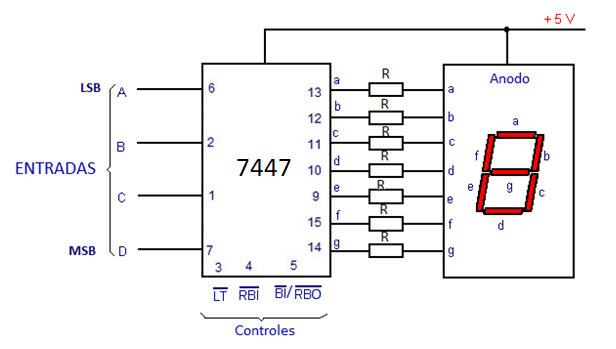 +5 V
Anodo
LSB A 6 13 a R a
B 2 12 b R b
C 1 11 c R c
ENTRADAS
7447
10 d R d
9 e R e
15 f R f
MSB D 7 14 g R g
a
f b
g
e c
d
3 4 5
LT RBI BI/RBO
Controles